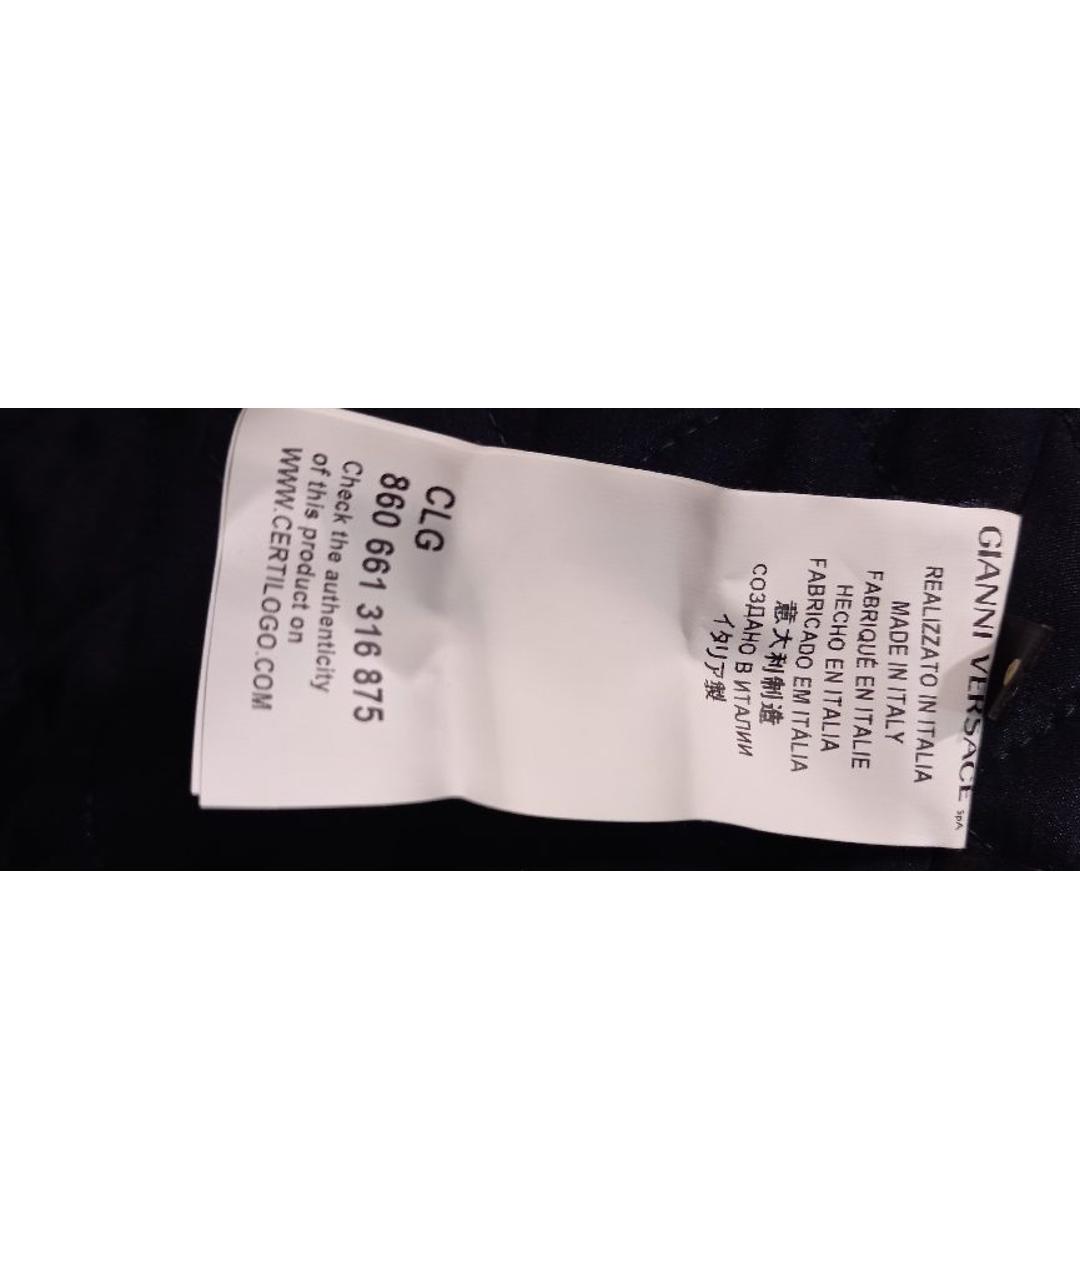 GIANNI VERSACE SpA
REALIZZATO IN ITALIA
MADE IN ITALY
FABRIQUÉ EN ITALIE
HECHO EN ITALIA
FABRICADO EM ITÁLIA
意大利制造
СОЗДАНО В ИТАЛИИ
イタリア製
CLG
860 661 316 875
Check the authenticity
of this product on
WWW.CERTILOGO.COM